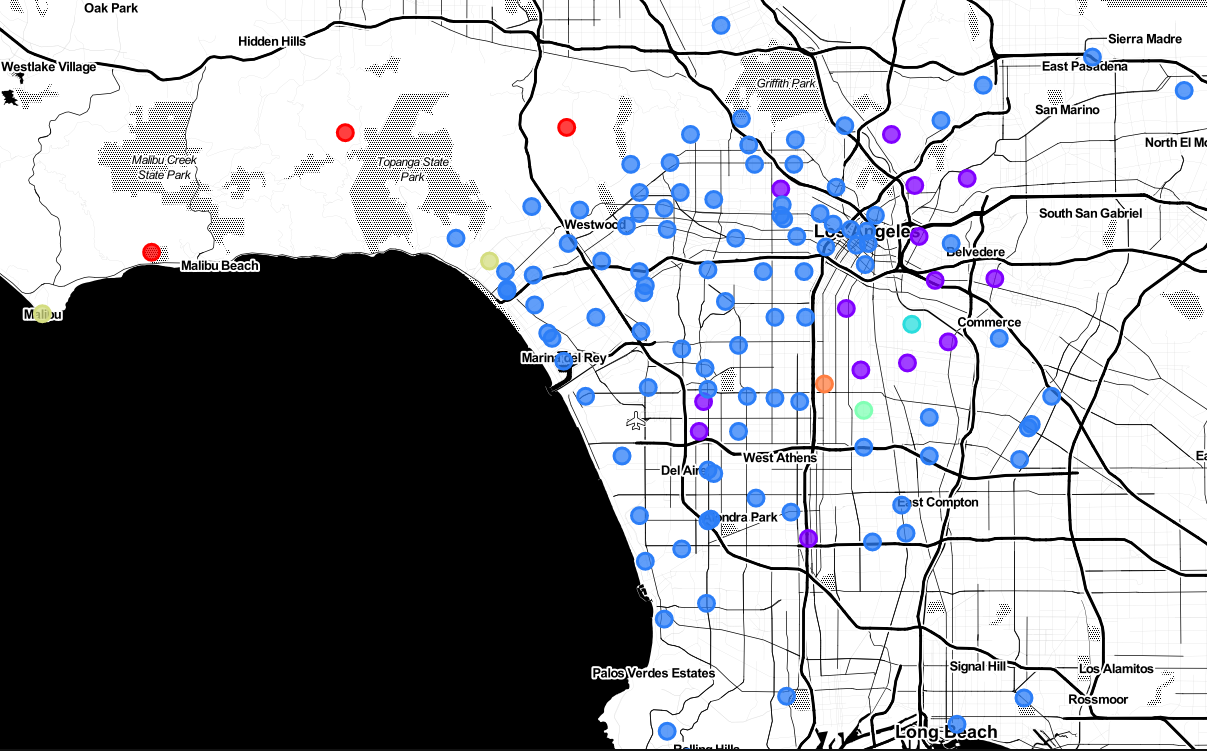 Oak Park
Hidden Hills
Sierra Madre
Westlake Village
East Pasadena
Griffith Park
San Marino
North El Mo
Malibu Creek
State Park
Topanga State
Park
South San Gabriel
Westwood
Los Angeles
Belvedere
Malibu Beach
Malibu
Commerce
Marina del Rey
West Athens
Ea
Del Aire
East Compton
ondra Park
Palos Verdes Estates
Signal Hill
Los Alamitos
Rossmoor
Long Beach
Rolling Hills